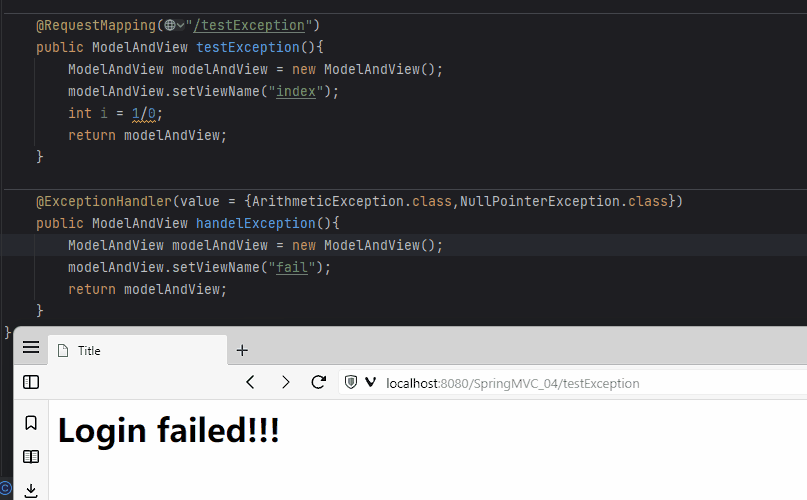 @RequestMapping("/testException")
public ModelAndView testException(){
ModelAndView modelAndView = new ModelAndView();
modelAndView.setViewName("index");
int i = 1/0;
return modelAndView;
}
@ExceptionHandler(value = {ArithmeticException.class,NullPointerException.class})
public ModelAndView handelException(){
ModelAndView modelAndView = new ModelAndView();
modelAndView.setViewName("fail");
return modelAndView;
}
}
Title
localhost:8080/SpringMVC_04/testException
Login failed!!!